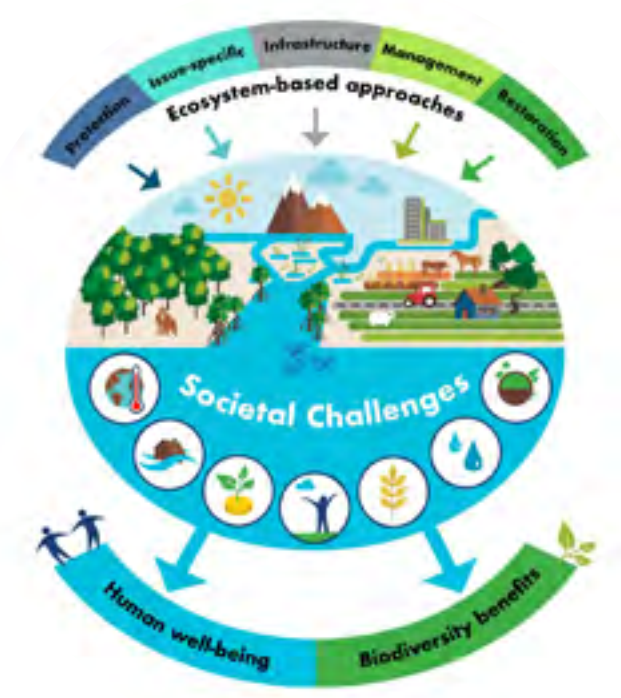 Protection
Issue-specific
Infrastructure
Management
Restoration
Ecosystem-based approaches
Societal Challenges
Human well-being
Biodiversity benefits